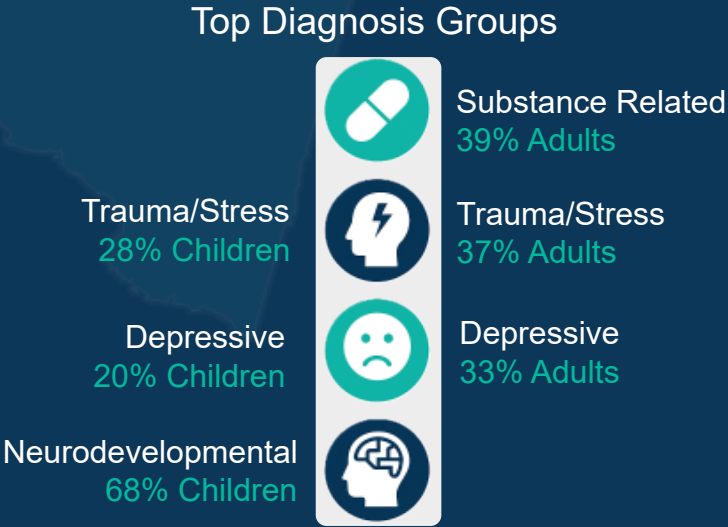 Top Diagnosis Groups
Substance Related
39% Adults
Trauma/Stress
28% Children
Trauma/Stress
37% Adults
Depressive
20% Children
Depressive
33% Adults
Neurodevelopmental
68% Children